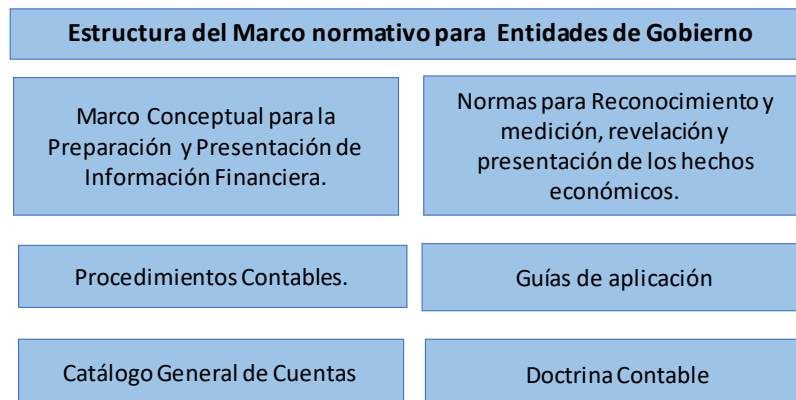 Estructura del Marco normativo para Entidades de Gobierno
Marco Conceptual para la
Preparación y Presentación de
Información Financiera.
Normas para Reconocimiento y
medición, revelación y
presentación de los hechos
económicos.
Procedimientos Contables.
Guías de aplicación
Catálogo General de Cuentas
Doctrina Contable